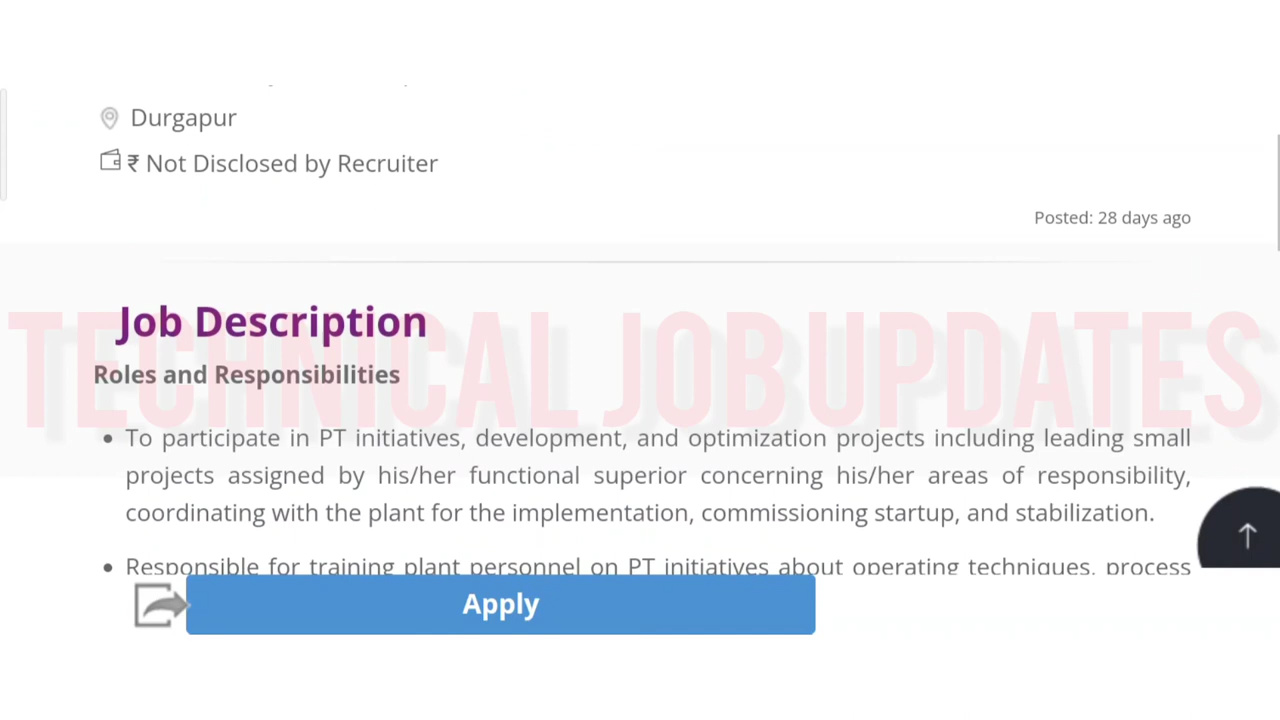 Durgapur
₹ Not Disclosed by Recruiter
Posted: 28 days ago
Job Description
TECHNICAL JOB UPDATES
Roles and Responsibilities
• To participate in PT initiatives, development, and optimization projects including leading small
projects assigned by his/her functional superior concerning his/her areas of responsibility,
coordinating with the plant for the implementation, commissioning startup, and stabilization.
• Responsible for training plant personnel on PT initiatives about operating techniques, process
Apply